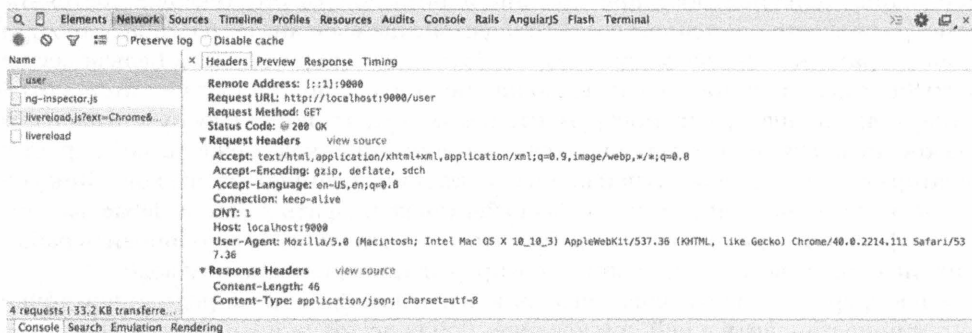 Elements Network Sources Timeline Profiles Resources Audits Console Rails AngularJS Flash Terminal
Preserve log Disable cache
Name
× Headers Preview Response Timing
user
ng-inspector.js
livereload.js?ext=Chrome&...
livereload
Remote Address: [::1]:9000
Request URL: http://localhost:9000/user
Request Method: GET
Status Code: 200 OK
▼ Request Headers view source
Accept: text/html,application/xhtml+xml,application/xml;q=0.9,image/webp,*/*;q=0.8
Accept-Encoding: gzip, deflate, sdch
Accept-Language: en-US,en;q=0.8
Connection: keep-alive
DNT: 1
Host: localhost:9000
User-Agent: Mozilla/5.0 (Macintosh; Intel Mac OS X 10_10_3) AppleWebKit/537.36 (KHTML, like Gecko) Chrome/40.0.2214.111 Safari/53
7.36
▼ Response Headers view source
Content-Length: 46
Content-Type: application/json; charset=utf-8
4 requests | 33.2 KB transferre...
Console Search Emulation Rendering